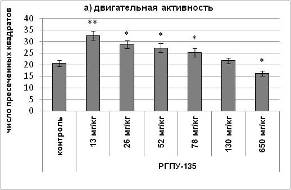 а) двигательная активность
число пересеченных квадратов
40
35
30
25
20
15
10
5
0
**
*
*
*
*
контроль
13 мг/кг
26 мг/кг
52 мг/кг
78 мг/кг
130 мг/кг
650 мг/кг
РГПУ-135